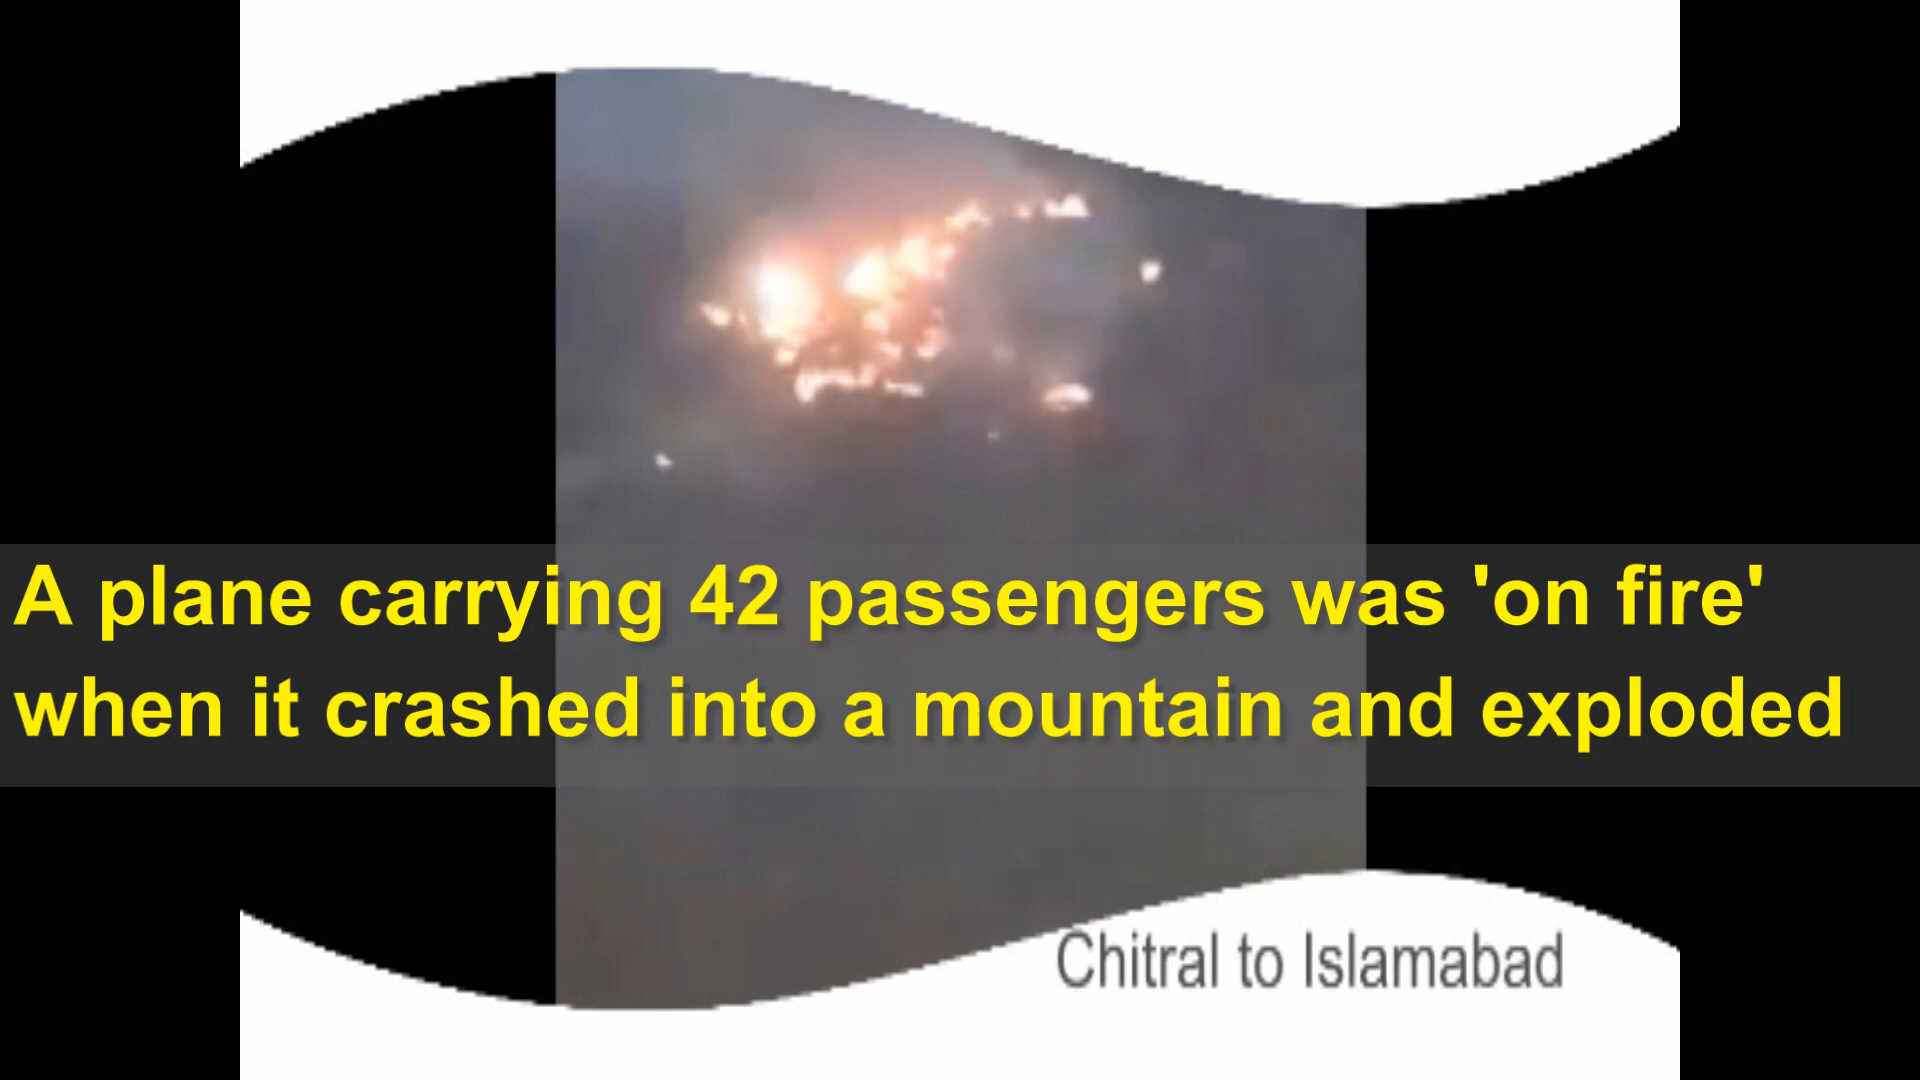 A plane carrying 42 passengers was 'on fire'
when it crashed into a mountain and exploded
Chitral to Islamabad